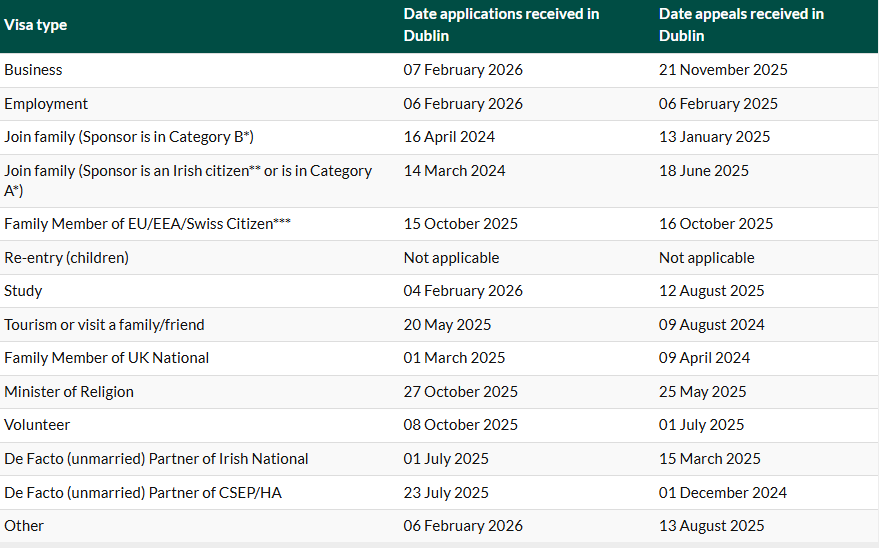 Visa type Date applications received in Dublin Date appeals received in Dublin
Business 07 February 2026 21 November 2025
Employment 06 February 2026 06 February 2025
Join family (Sponsor is in Category B*) 16 April 2024 13 January 2025
Join family (Sponsor is an Irish citizen** or is in Category A*) 14 March 2024 18 June 2025
Family Member of EU/EEA/Swiss Citizen*** 15 October 2025 16 October 2025
Re-entry (children) Not applicable Not applicable
Study 04 February 2026 12 August 2025
Tourism or visit a family/friend 20 May 2025 09 August 2024
Family Member of UK National 01 March 2025 09 April 2024
Minister of Religion 27 October 2025 25 May 2025
Volunteer 08 October 2025 01 July 2025
De Facto (unmarried) Partner of Irish National 01 July 2025 15 March 2025
De Facto (unmarried) Partner of CSEP/HA 23 July 2025 01 December 2024
Other 06 February 2026 13 August 2025